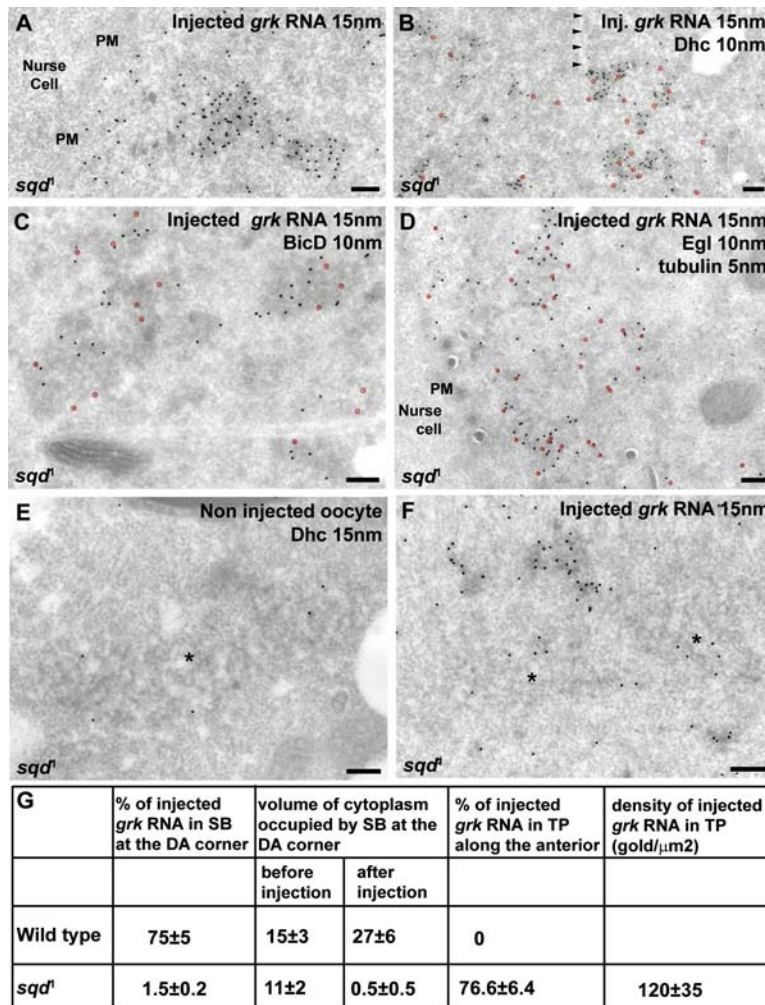 A
Injected grk RNA 15nm
PM
Nurse
Cell
PM
sqd¹
B
Inj. grk RNA 15nm
Dhc 10nm
sqd¹
C
Injected grk RNA 15nm
BicD 10nm
sqd¹
D
Injected grk RNA 15nm
Egl 10nm
tubulin 5nm
PM
Nurse
cell
sqd¹
E
Non injected oocyte
Dhc 15nm
*
sqd¹
F
Injected grk RNA 15nm
*
*
sqd¹
G
% of injected
grk RNA in SB
at the DA corner
volume of cytoplasm
occupied by SB at the
DA corner
% of injected
grk RNA in TP
along the anterior
density of injected
grk RNA in TP
(gold/μm2)
before
injection
after
injection
Wild type 75±5 15±3 27±6 0
sqd¹ 1.5±0.2 11±2 0.5±0.5 76.6±6.4 120±35